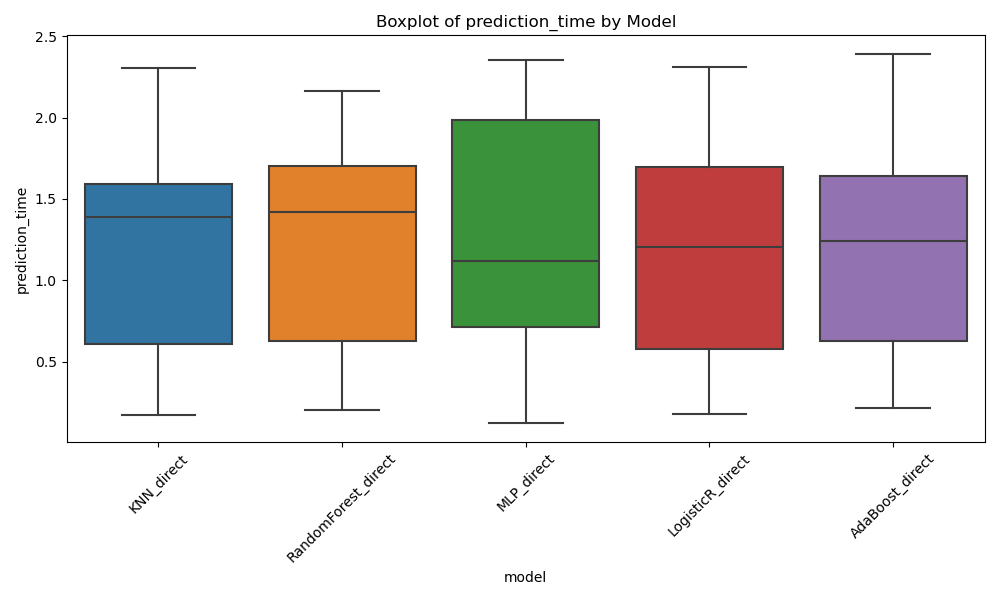 Boxplot of prediction_time by Model
prediction_time
2.5
2.0
1.5
1.0
0.5
KNN_direct
RandomForest_direct
MLP_direct
LogisticR_direct
AdaBoost_direct
model